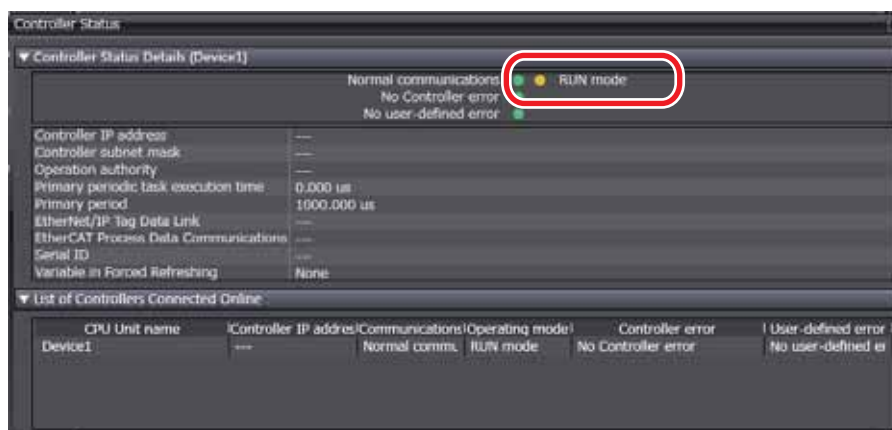 Controller Status
▼ Controller Status Details (Device1)
Normal communications RUN mode
No Controller error
No user-defined error
Controller IP address ---
Controller subnet mask ---
Operation authority ---
Primary periodic task execution time 0.000 us
Primary period 1000.000 us
EtherNet/IP Tag Data Link ---
EtherCAT Process Data Communications ---
Serial ID ---
Variable in Forced Refreshing None
▼ List of Controllers Connected Online
CPU Unit name Controller IP addres Communications Operating mode Controller error User-defined error
Device1 --- Normal commu. RUN mode No Controller error No user-defined er